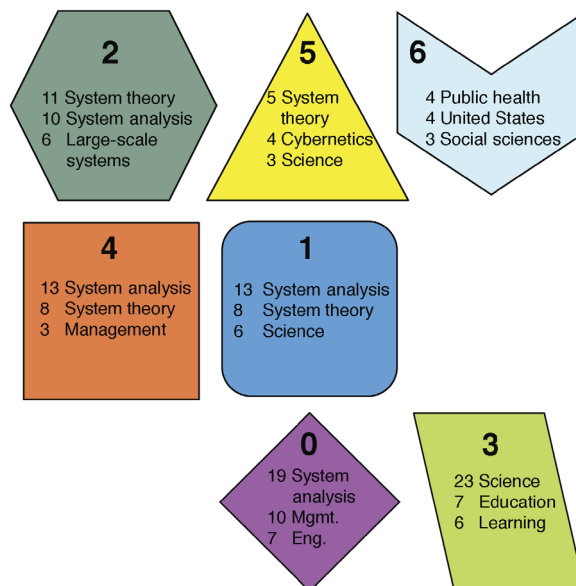 2
11 System theory
10 System analysis
6 Large-scale
systems
5
5 System
theory
4 Cybernetics
3 Science
6
4 Public health
4 United States
3 Social sciences
4
13 System analysis
8 System theory
3 Management
1
13 System analysis
8 System theory
6 Science
0
19 System
analysis
10 Mgmt.
7 Eng.
3
23 Science
7 Education
6 Learning